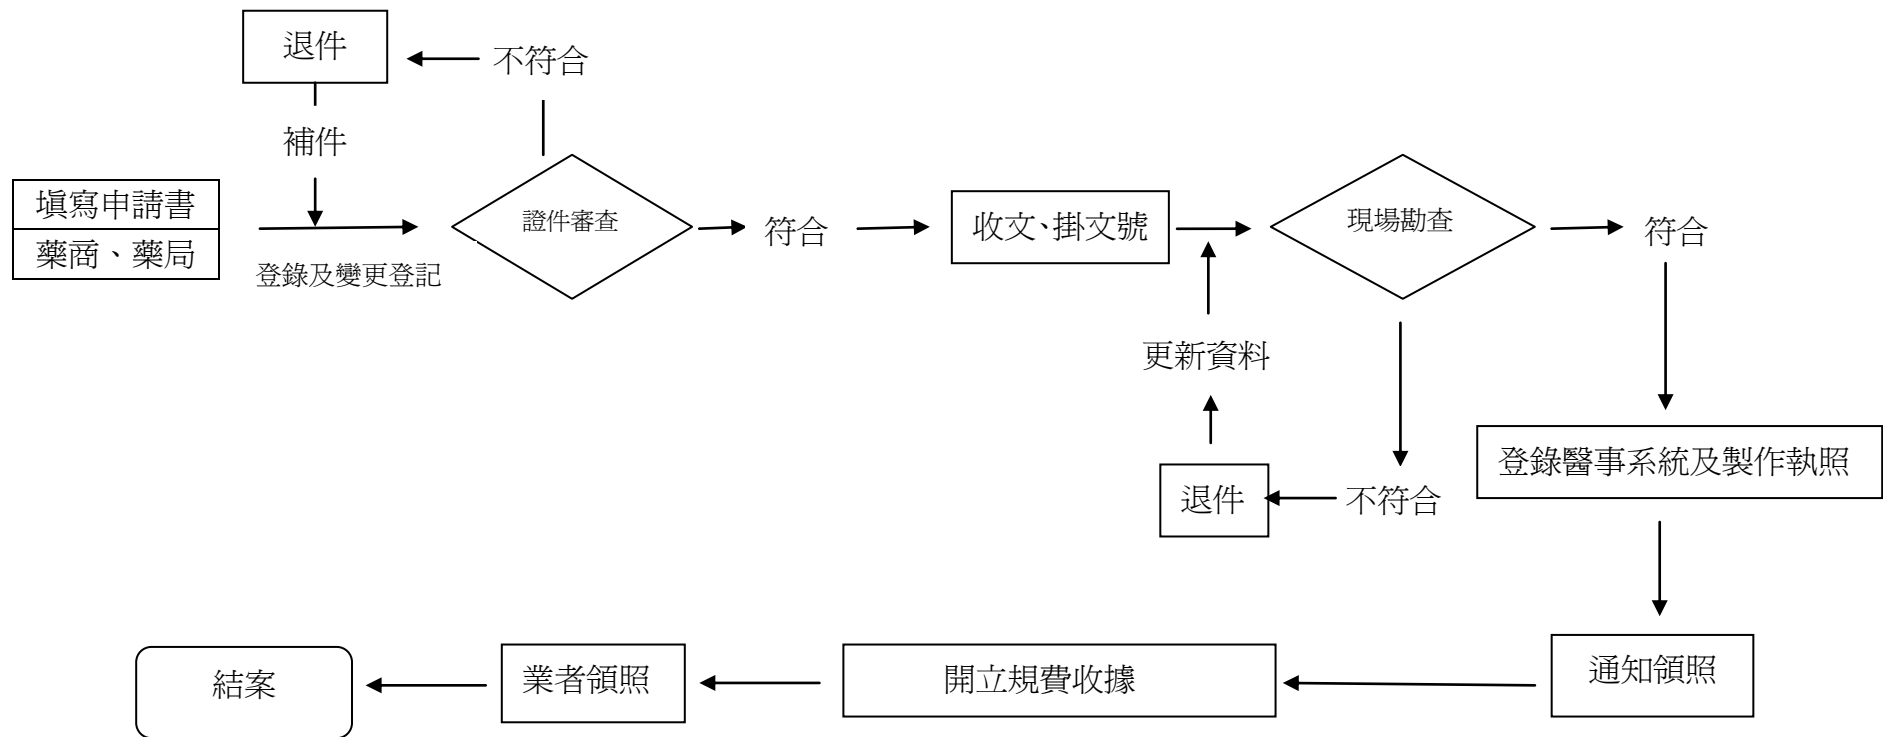 退件
不符合
補件
填寫申請書
藥商、藥局
登錄及變更登記
證件審查
符合
收文、掛文號
現場勘查
符合
更新資料
退件
不符合
登錄醫事系統及製作執照
通知領照
開立規費收據
業者領照
結案